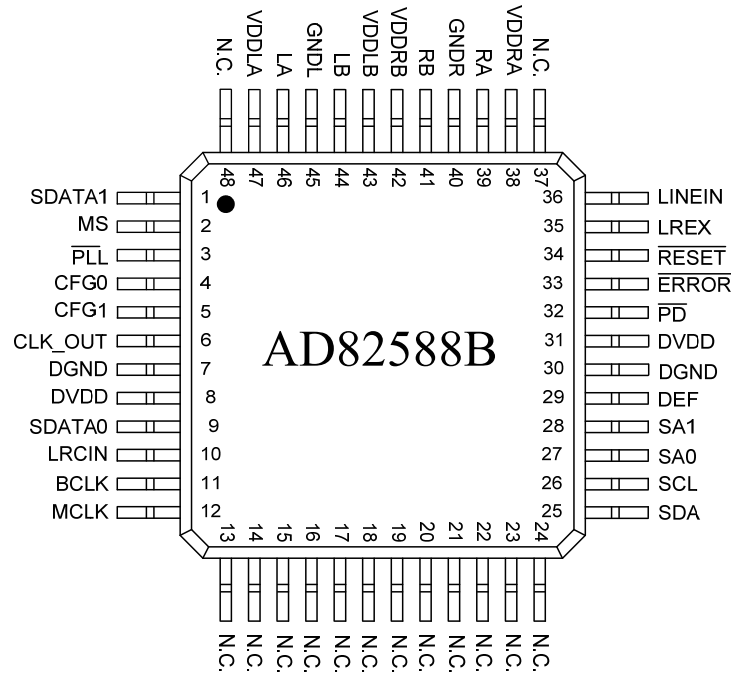 N.C. VDDLA LA GNDL LB VDDLB VDDRB RB GNDR RA VDDRA N.C.
48 47 46 45 44 43 42 41 40 39 38 37
SDATA1 1 36 LINEIN
MS 2 35 LREX
PLL 3 34 RESET
CFG0 4 33 ERROR
CFG1 5 32 PD
CLK_OUT 6 31 DVDD
AD82588B
DGND 7 30 DGND
DVDD 8 29 DEF
SDATA0 9 28 SA1
LRCIN 10 27 SA0
BCLK 11 26 SCL
MCLK 12 25 SDA
13 14 15 16 17 18 19 20 21 22 23 24
N.C. N.C. N.C. N.C. N.C. N.C. N.C. N.C. N.C. N.C. N.C. N.C.